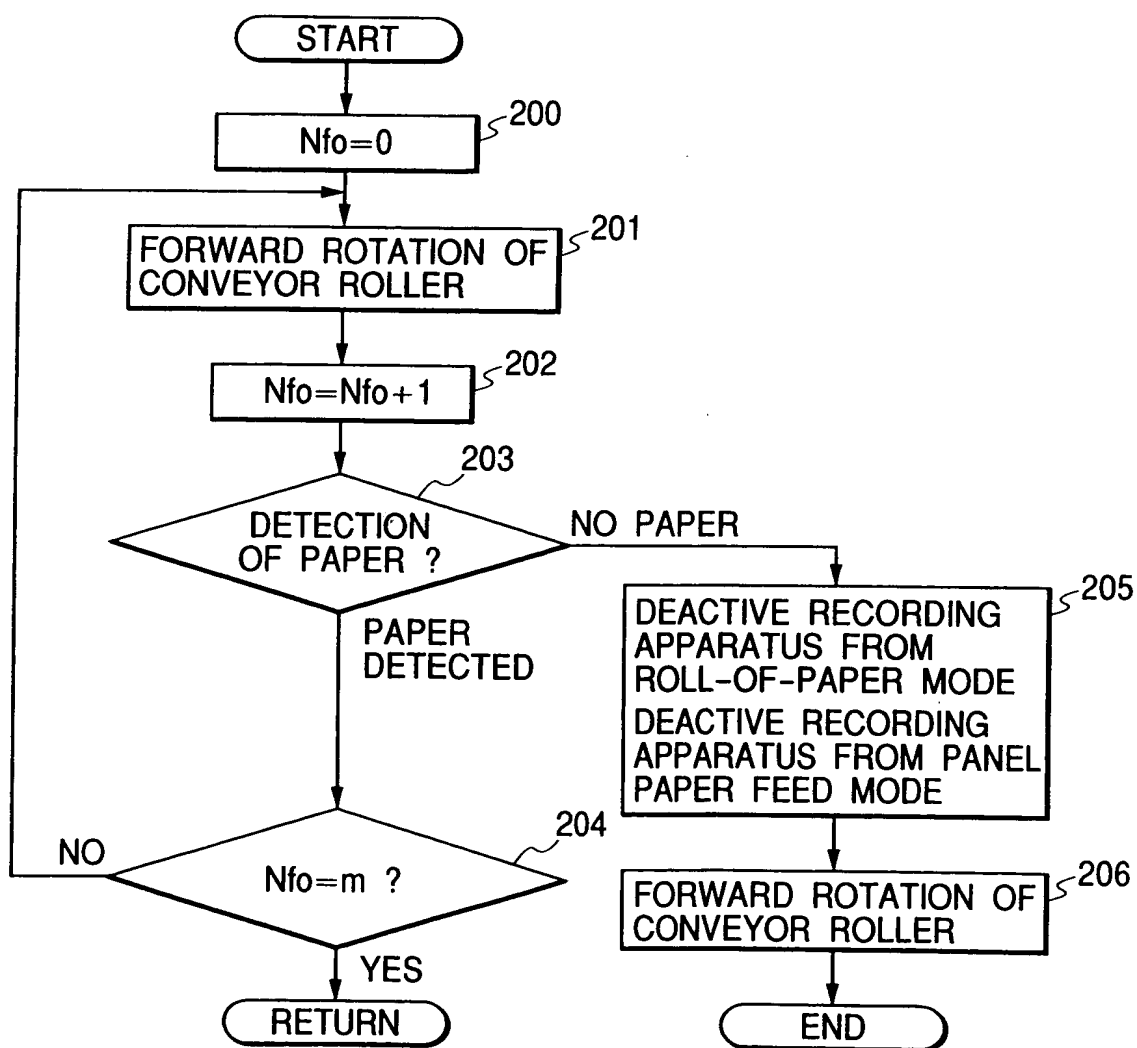 START
200
Nfo=0
201
FORWARD ROTATION OF
CONVEYOR ROLLER
202
Nfo=Nfo+1
203
DETECTION
OF PAPER ?
NO PAPER
PAPER
DETECTED
205
DEACTIVE RECORDING
APPARATUS FROM
ROLL-OF-PAPER MODE
DEACTIVE RECORDING
APPARATUS FROM PANEL
PAPER FEED MODE
204
NO
Nfo=m ?
206
FORWARD ROTATION OF
CONVEYOR ROLLER
YES
RETURN
END